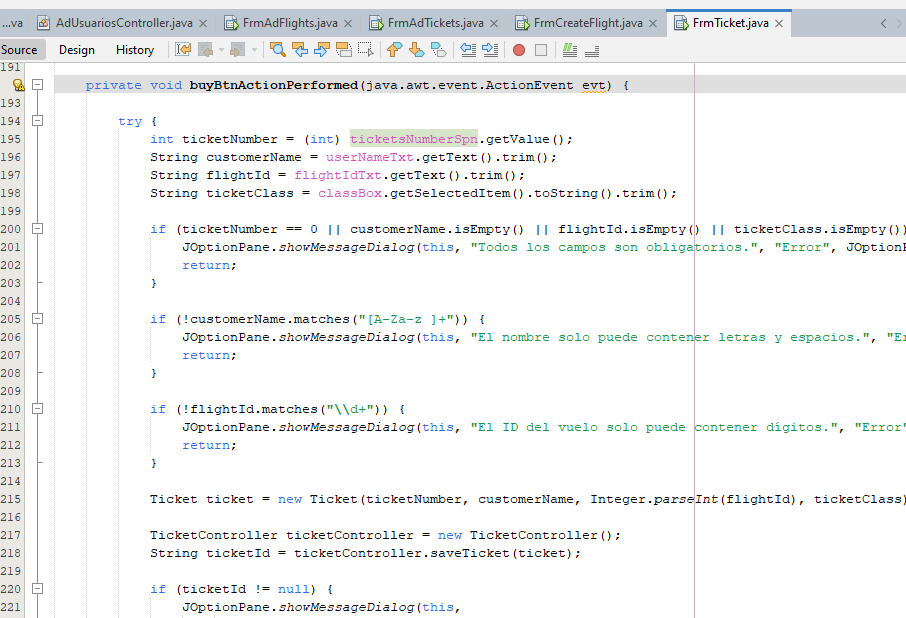 ...va AdUsuariosController.java × FrmAdFlights.java × FrmAdTickets.java × FrmCreateFlight.java × FrmTicket.java ×
Source Design History
191
private void buyBtnActionPerformed(java.awt.event.ActionEvent evt) {
193
194 try {
195 int ticketNumber = (int) ticketsNumberSpn.getValue();
196 String customerName = userNameTxt.getText().trim();
197 String flightId = flightIdTxt.getText().trim();
198 String ticketClass = classBox.getSelectedItem().toString().trim();
199
200 if (ticketNumber == 0 || customerName.isEmpty() || flightId.isEmpty() || ticketClass.isEmpty())
201 JOptionPane.showMessageDialog(this, "Todos los campos son obligatorios.", "Error", JOptionP
202 return;
203 }
204
205 if (!customerName.matches("[A-Za-z ]+")) {
206 JOptionPane.showMessageDialog(this, "El nombre solo puede contener letras y espacios.", "Er
207 return;
208 }
209
210 if (!flightId.matches("\\d+")) {
211 JOptionPane.showMessageDialog(this, "El ID del vuelo solo puede contener dígitos.", "Error"
212 return;
213 }
214
215 Ticket ticket = new Ticket(ticketNumber, customerName, Integer.parseInt(flightId), ticketClass)
216
217 TicketController ticketController = new TicketController();
218 String ticketId = ticketController.saveTicket(ticket);
219
220 if (ticketId != null) {
221 JOptionPane.showMessageDialog(this,